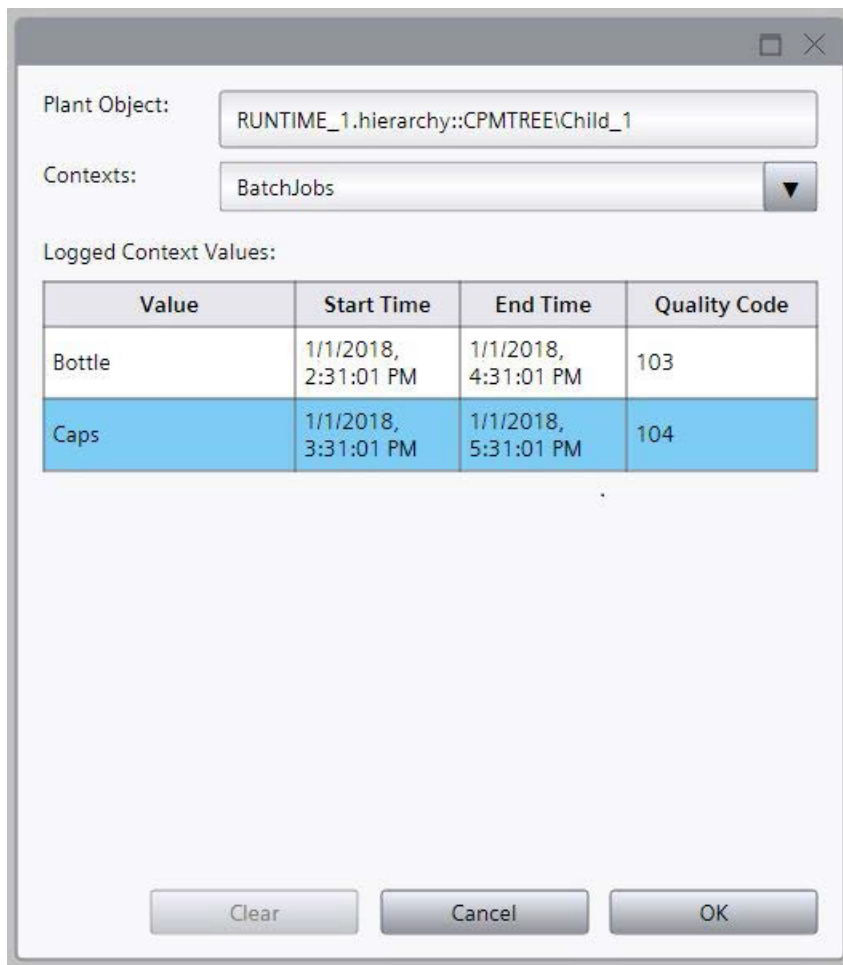 Plant Object: RUNTIME_1.hierarchy::CPMTREE\Child_1
Contexts: BatchJobs
Logged Context Values:
Value Start Time End Time Quality Code
Bottle 1/1/2018, 2:31:01 PM 1/1/2018, 4:31:01 PM 103
Caps 1/1/2018, 3:31:01 PM 1/1/2018, 5:31:01 PM 104
Clear Cancel OK